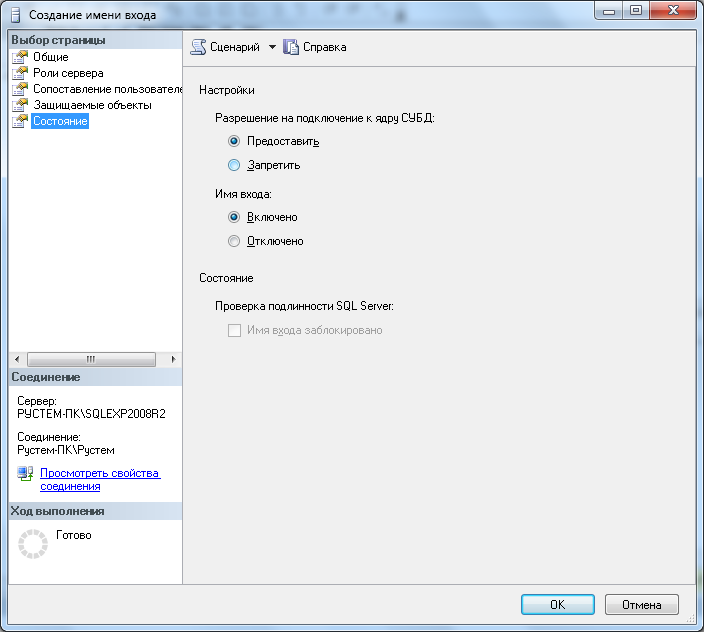 Создание имени входа
Выбор страницы
Общие
Роли сервера
Сопоставление пользователе
Защищаемые объекты
Состояние
Сценарий
Справка
Настройки
Разрешение на подключение к ядру СУБД:
Предоставить
Запретить
Имя входа:
Включено
Отключено
Состояние
Проверка подлинности SQL Server:
Имя входа заблокировано
Соединение
Сервер:
РУСТЕМ-ПК\SQLEXP2008R2
Соединение:
Рустем-ПК\Рустем
Просмотреть свойства
соединения
Ход выполнения
Готово
ОК
Отмена